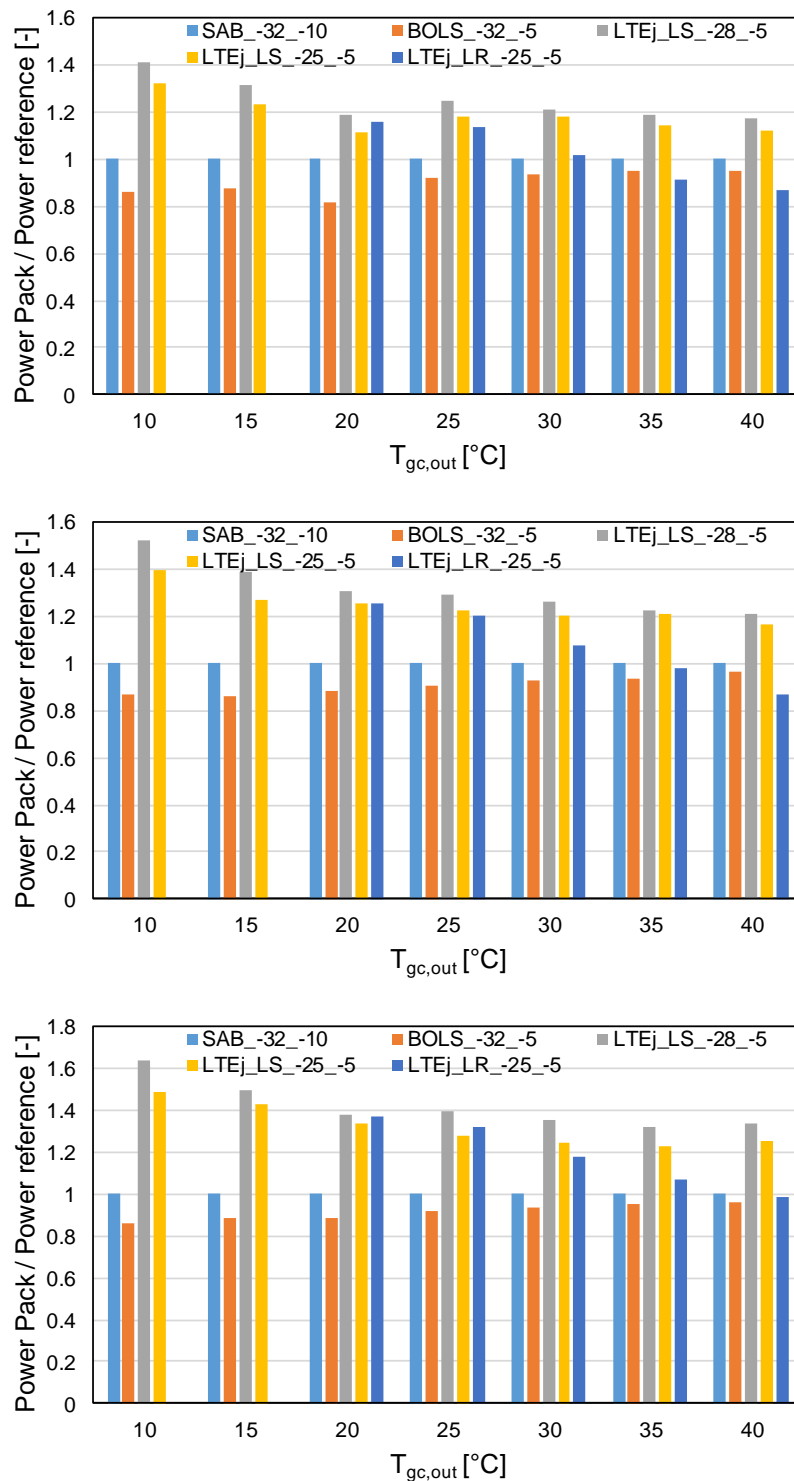 Power Pack / Power reference [-]
1.6
1.4
1.2
1
0.8
0.6
0.4
0.2
0
SAB_-32_-10 BOLS_-32_-5 LTEj_LS_-28_-5
LTEj_LS_-25_-5 LTEj_LR_-25_-5
10 15 20 25 30 35 40
Tgc,out [°C]
Power Pack / Power reference [-]
1.6
1.4
1.2
1
0.8
0.6
0.4
0.2
0
SAB_-32_-10 BOLS_-32_-5 LTEj_LS_-28_-5
LTEj_LS_-25_-5 LTEj_LR_-25_-5
10 15 20 25 30 35 40
Tgc,out [°C]
Power Pack / Power reference [-]
1.8
1.6
1.4
1.2
1
0.8
0.6
0.4
0.2
0
SAB_-32_-10 BOLS_-32_-5 LTEj_LS_-28_-5
LTEj_LS_-25_-5 LTEj_LR_-25_-5
10 15 20 25 30 35 40
Tgc,out [°C]